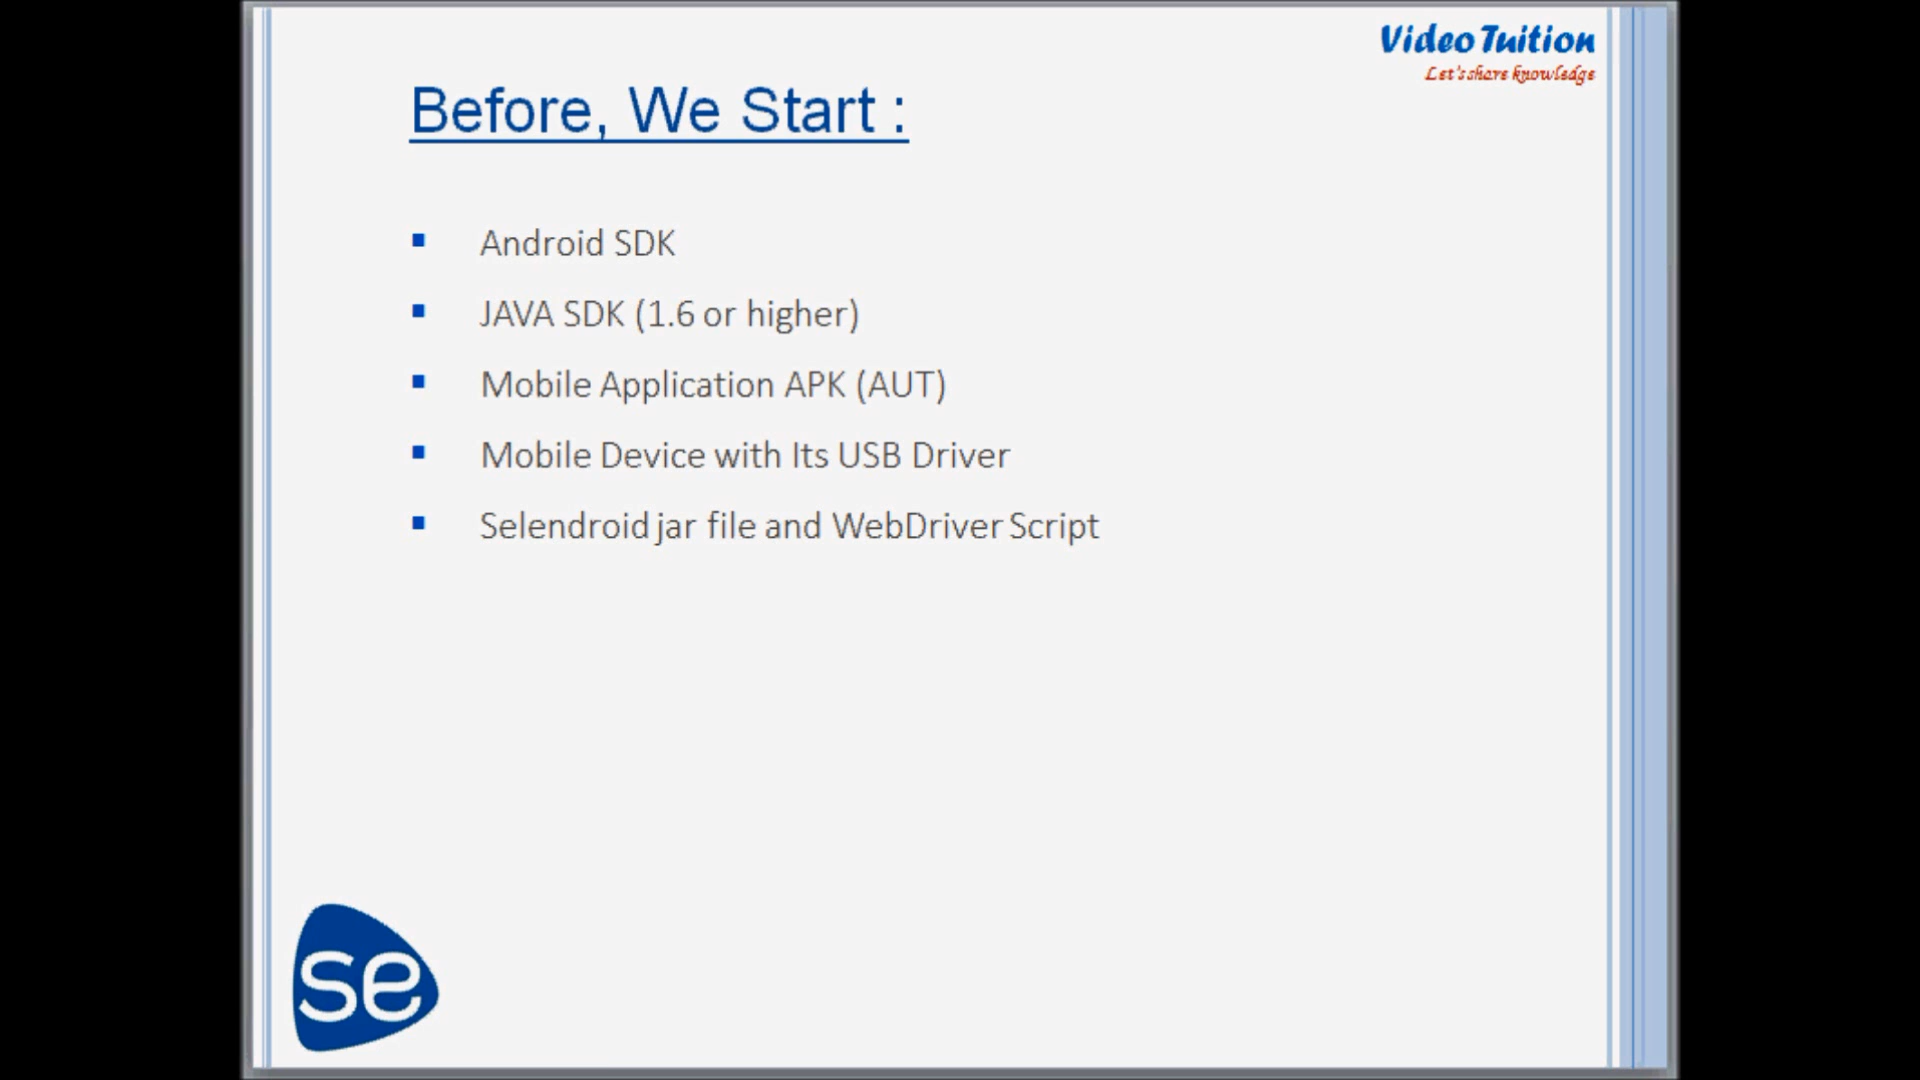 Video Tuition
Let's share knowledge
Before, We Start :
Android SDK
JAVA SDK (1.6 or higher)
Mobile Application APK (AUT)
Mobile Device with Its USB Driver
Selendroid jar file and WebDriver Script
se